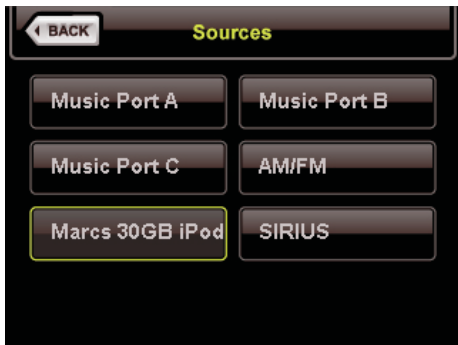 BACK
Sources
Music Port A
Music Port B
Music Port C
AM/FM
Marcs 30GB iPod
SIRIUS